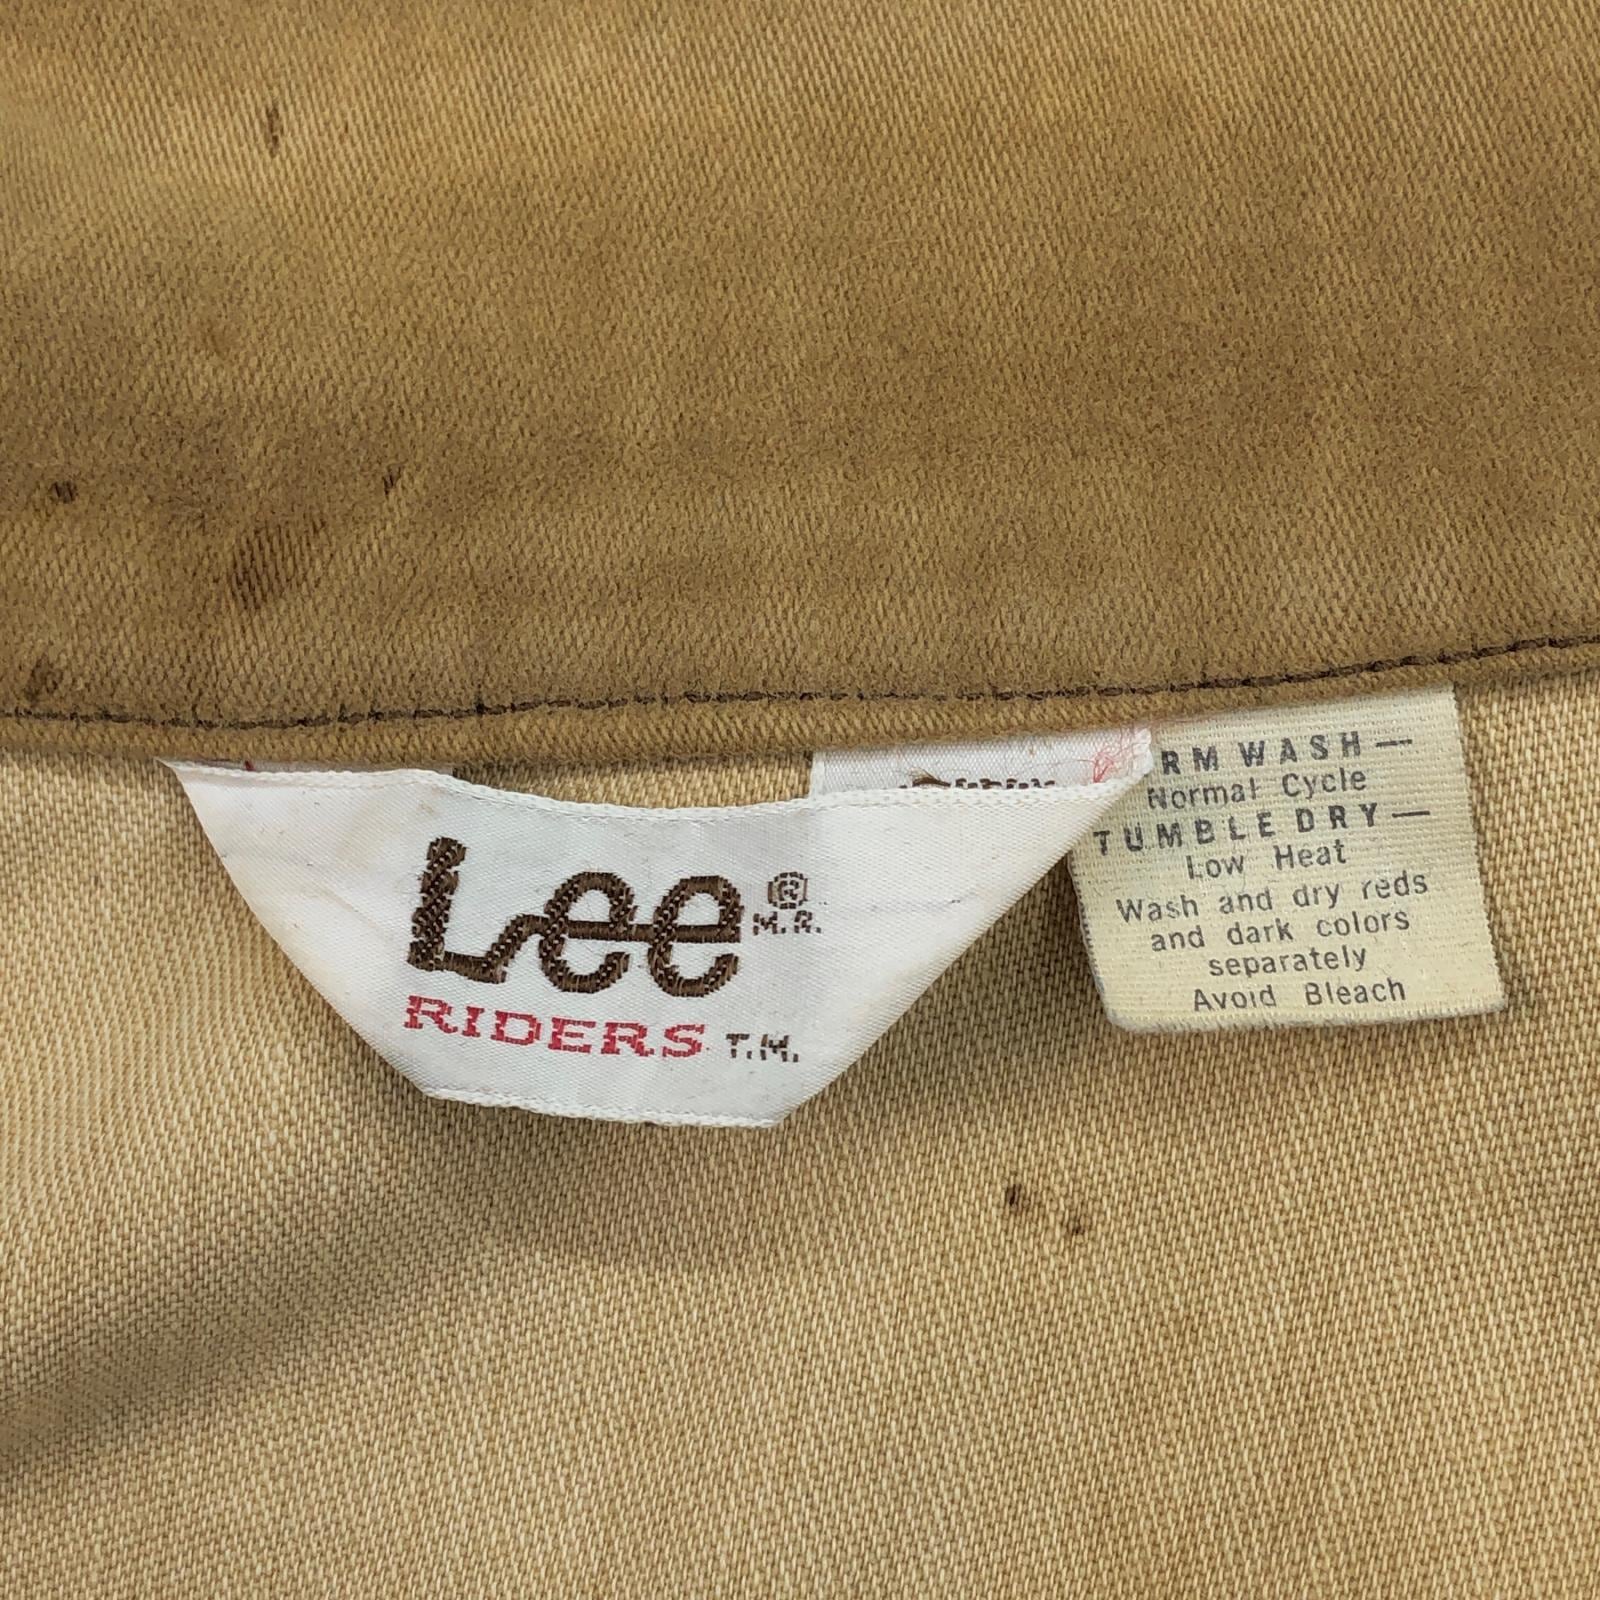 Lee ® M.R.
RIDERS T.M.
RM WASH —
Normal Cycle
TUMBLE DRY —
Low Heat
Wash and dry reds
and dark colors
separately
Avoid Bleach